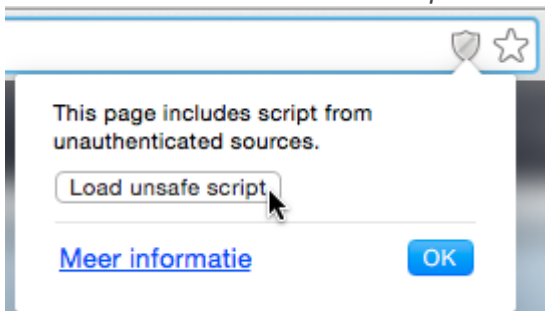 This page includes script from
unauthenticated sources.
Load unsafe script
Meer informatie
OK